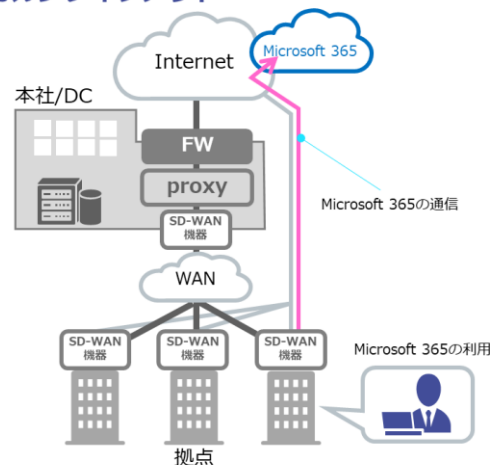 Internet
Microsoft 365
本社/DC
FW
proxy
SD-WAN
機器
Microsoft 365の通信
WAN
SD-WAN
機器
SD-WAN
機器
SD-WAN
機器
Microsoft 365の利用
拠点